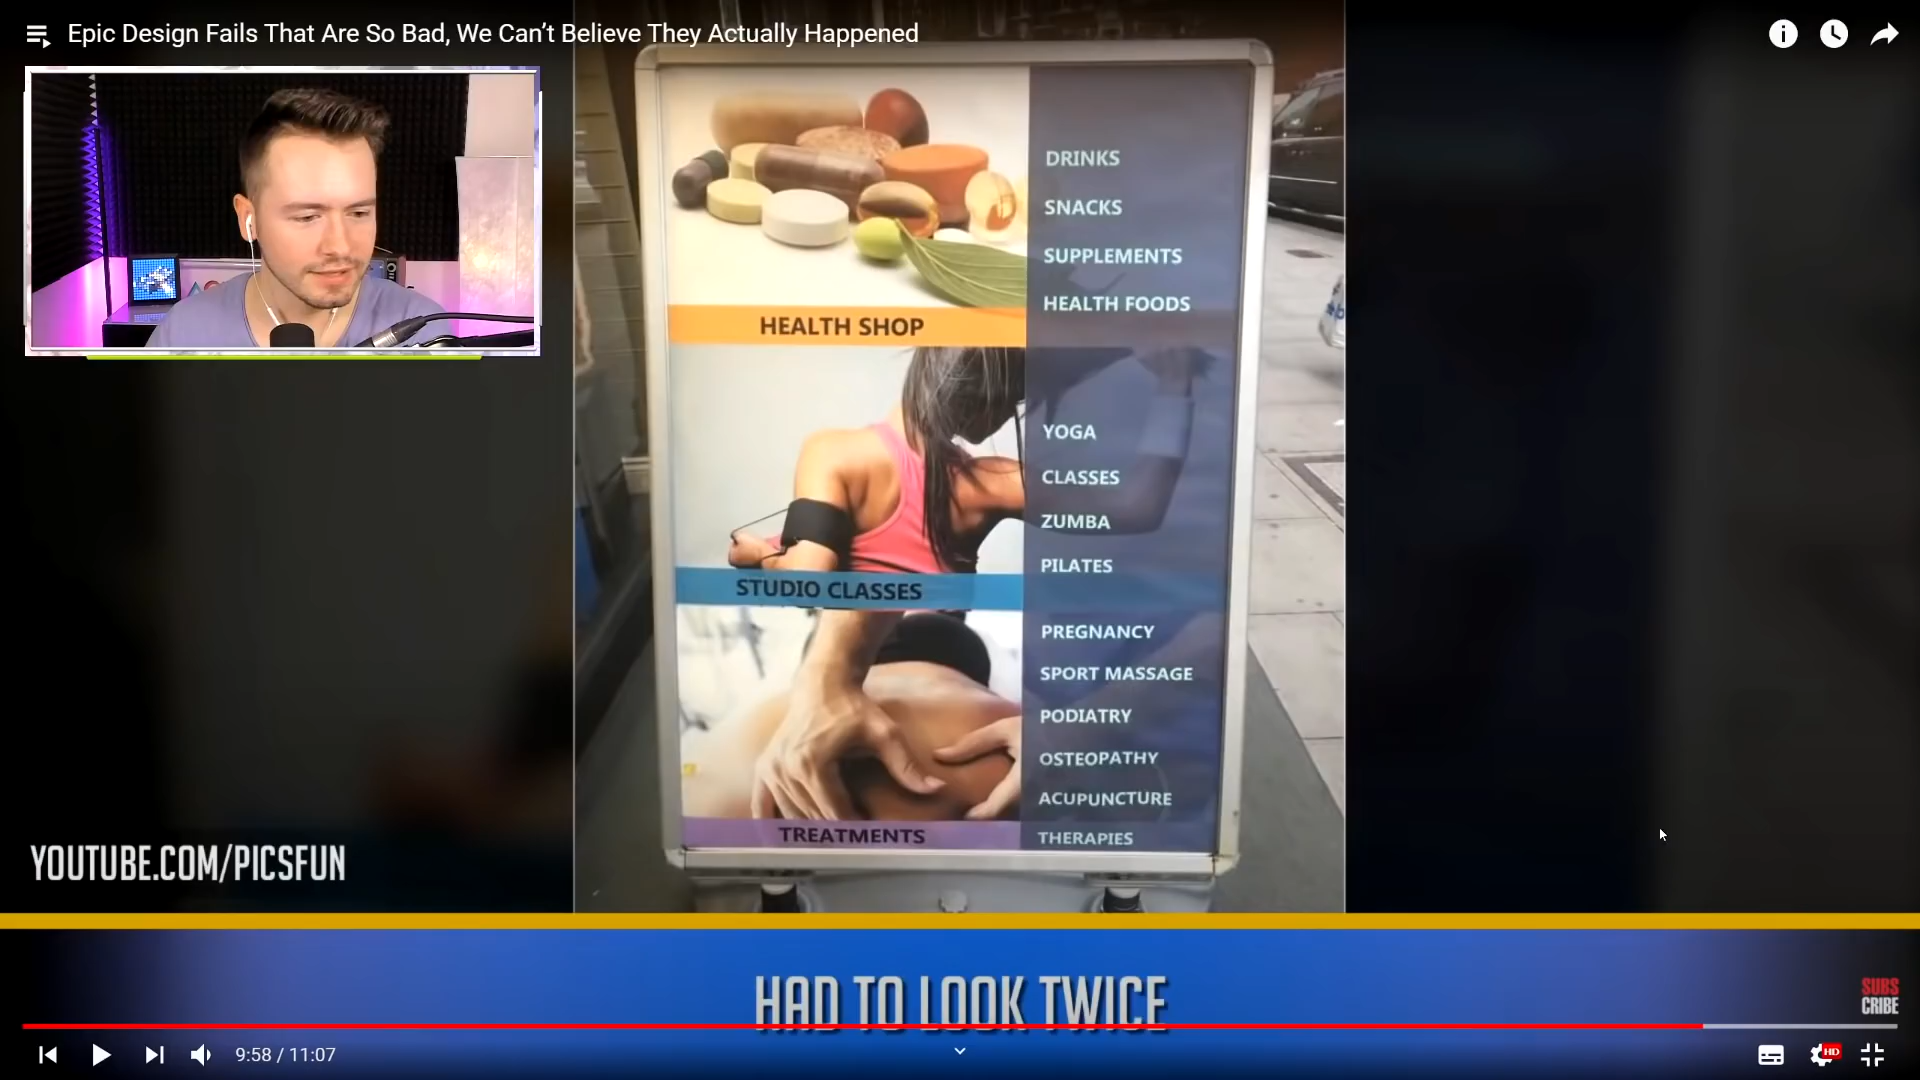 Epic Design Fails That Are So Bad, We Can’t Believe They Actually Happened
DRINKS
SNACKS
SUPPLEMENTS
HEALTH FOODS
HEALTH SHOP
YOGA
CLASSES
ZUMBA
PILATES
STUDIO CLASSES
PREGNANCY
SPORT MASSAGE
PODIATRY
OSTEOPATHY
ACUPUNCTURE
THERAPIES
TREATMENTS
YOUTUBE.COM/PICSFUN
HAD TO LOOK TWICE
SUBS
CRIBE
9:58 / 11:07
HD